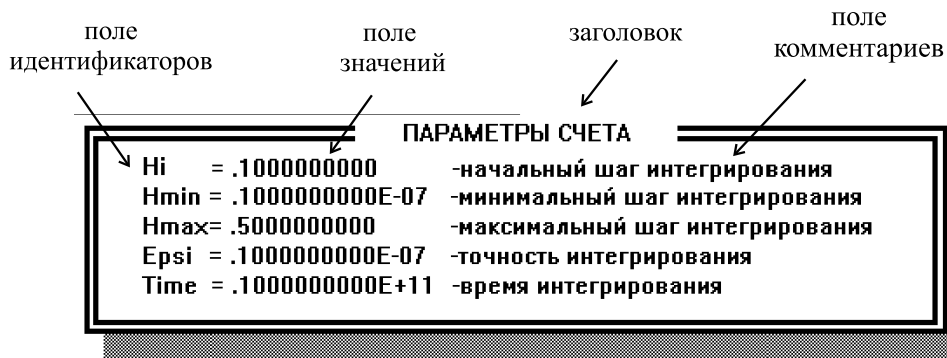 поле идентификаторов
поле значений
заголовок
поле комментариев
ПАРАМЕТРЫ СЧЕТА
Hi = .1000000000 -начальный шаг интегрирования
Hmin = .1000000000E-07 -минимальный шаг интегрирования
Hmax= .5000000000 -максимальный шаг интегрирования
Epsi = .1000000000E-07 -точность интегрирования
Time = .1000000000E+11 -время интегрирования